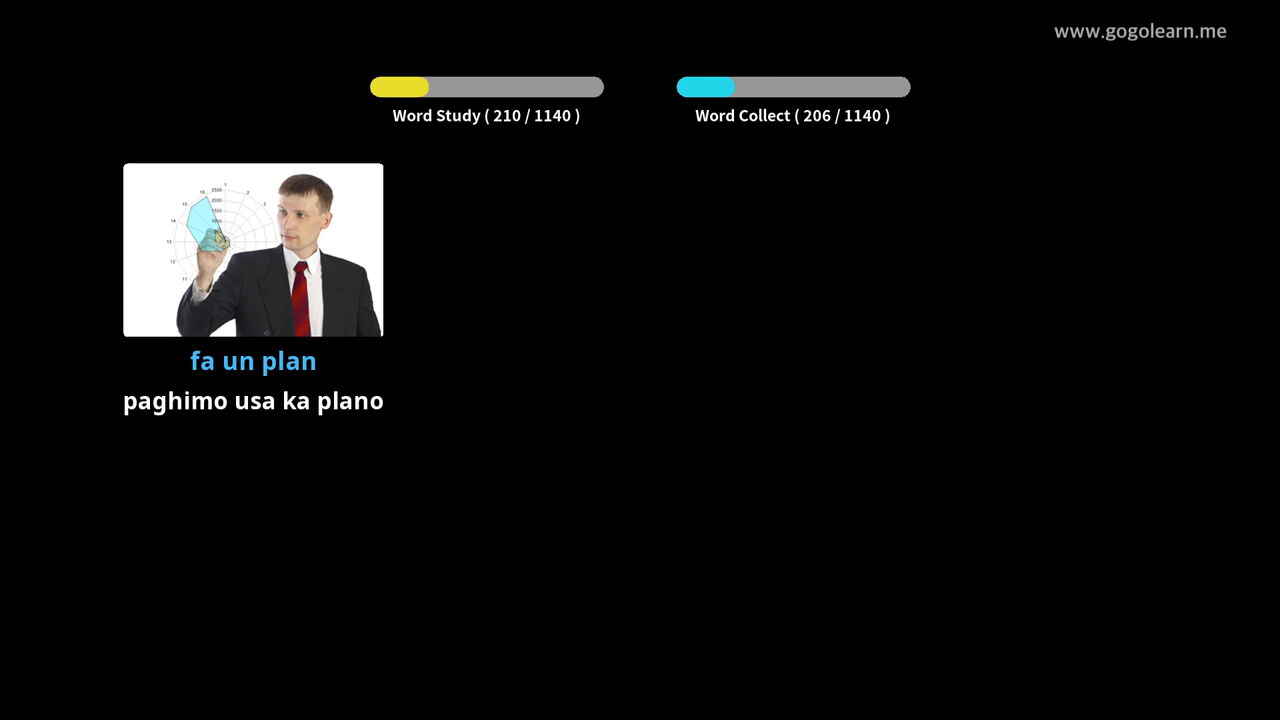 www.gogolearn.me
Word Study ( 210 / 1140 )
Word Collect ( 206 / 1140 )
fa un plan
paghimo usa ka plano